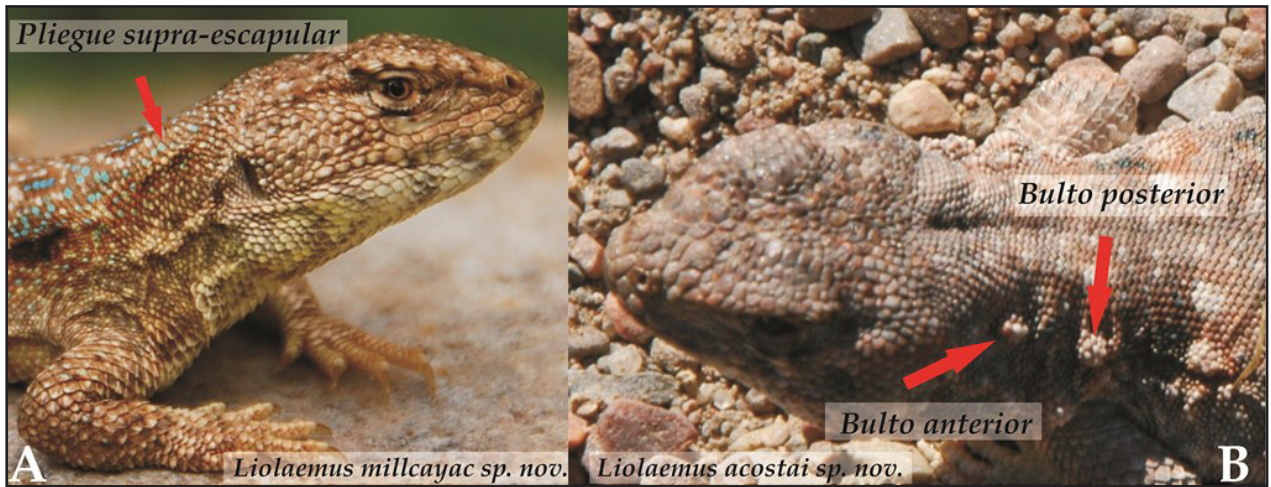 Pliegue supra-escapular
A
Liolaemus millcayac sp. nov.
Bulto posterior
Bulto anterior
Liolaemus acostai sp. nov.
B